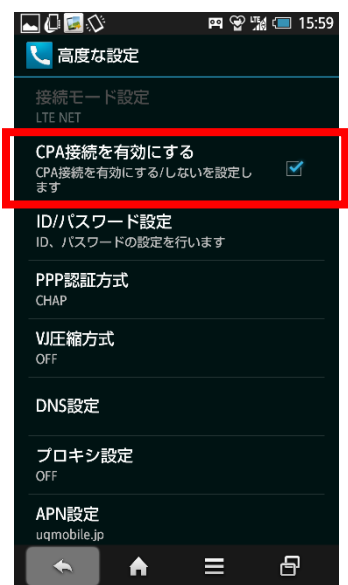 15:59
高度な設定
接続モード設定
LTE NET
CPA接続を有効にする
CPA接続を有効にする/しないを設定し
ます
ID/パスワード設定
ID、パスワードの設定を行います
PPP認証方式
CHAP
VJ圧縮方式
OFF
DNS設定
プロキシ設定
OFF
APN設定
uqmobile.jp